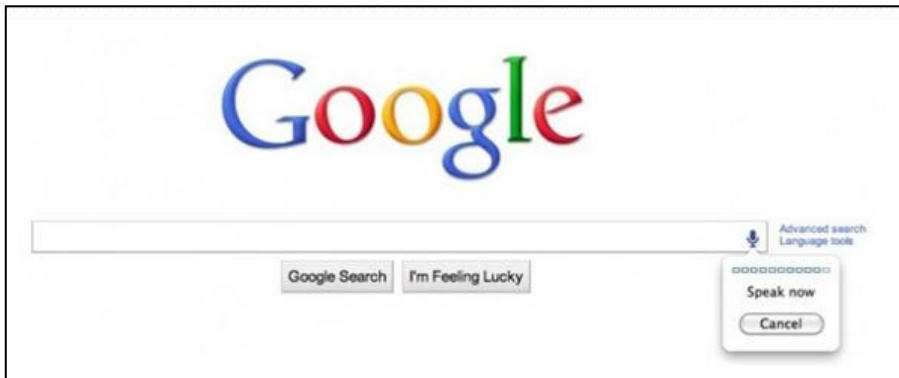 Google
Advanced search
Language tools
Google Search I'm Feeling Lucky
Speak now
Cancel